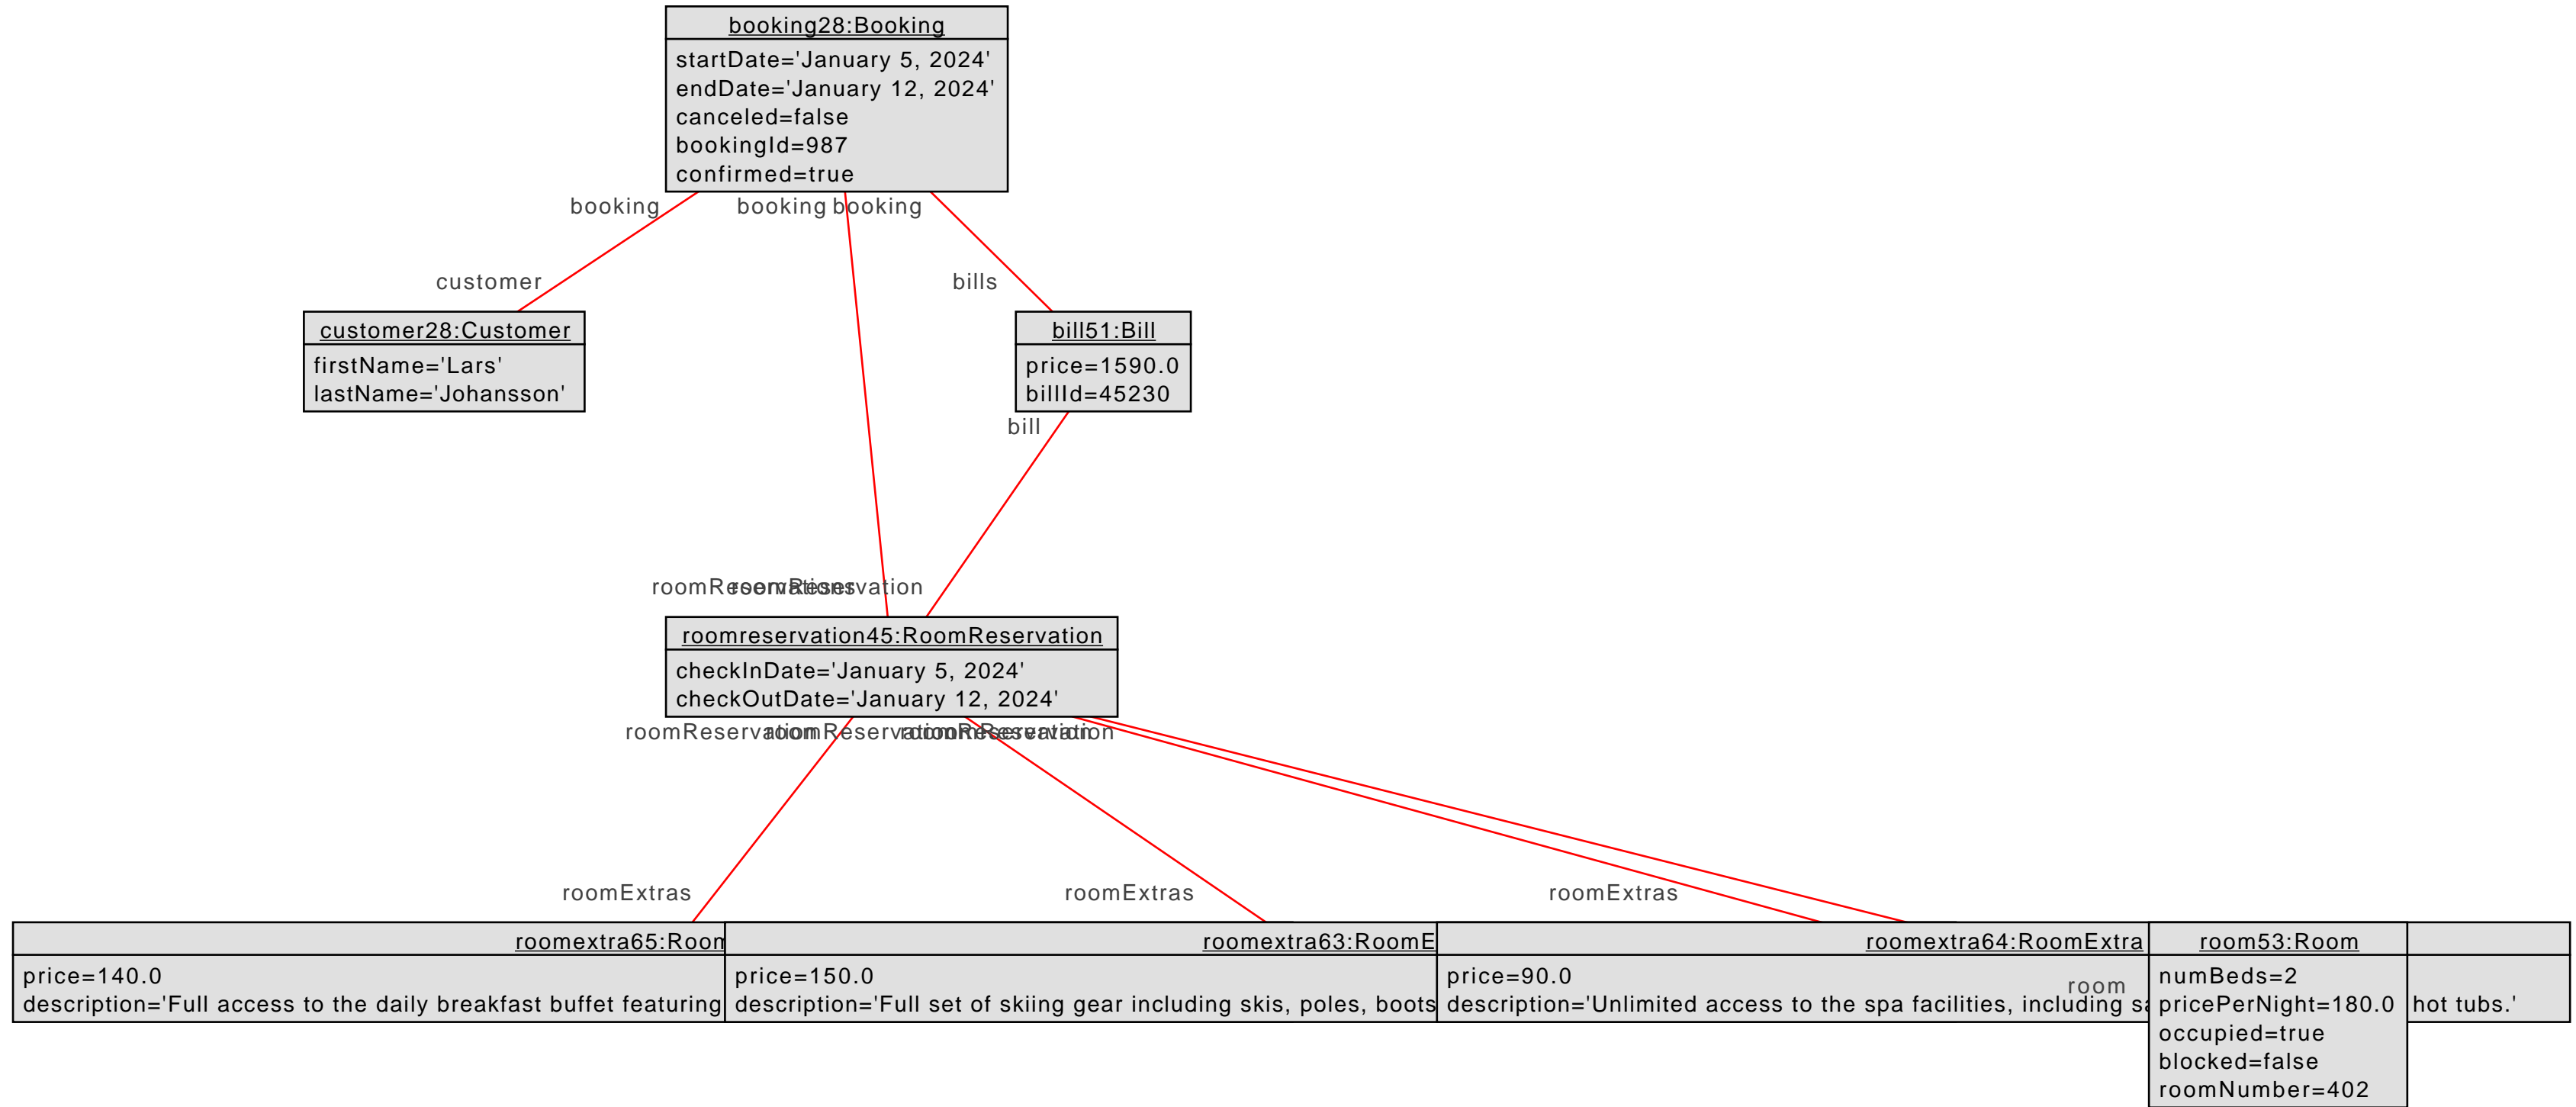 booking28:Booking
startDate='January 5, 2024'
endDate='January 12, 2024'
canceled=false
bookingId=987
confirmed=true
booking booking booking
customer bills
customer28:Customer
firstName='Lars'
lastName='Johansson'
bill51:Bill
price=1590.0
billId=45230
bill
roomReservations roomReservation
roomreservation45:RoomReservation
checkInDate='January 5, 2024'
checkOutDate='January 12, 2024'
roomReservation roomReservation roomReservation roomReservation
roomExtras roomExtras roomExtras
roomextra65:Room
price=140.0
description='Full access to the daily breakfast buffet featuring
roomextra63:RoomE
price=150.0
description='Full set of skiing gear including skis, poles, boots
roomextra64:RoomExtra
price=90.0
description='Unlimited access to the spa facilities, including
hot tubs.'
room
room53:Room
numBeds=2
pricePerNight=180.0
occupied=true
blocked=false
roomNumber=402